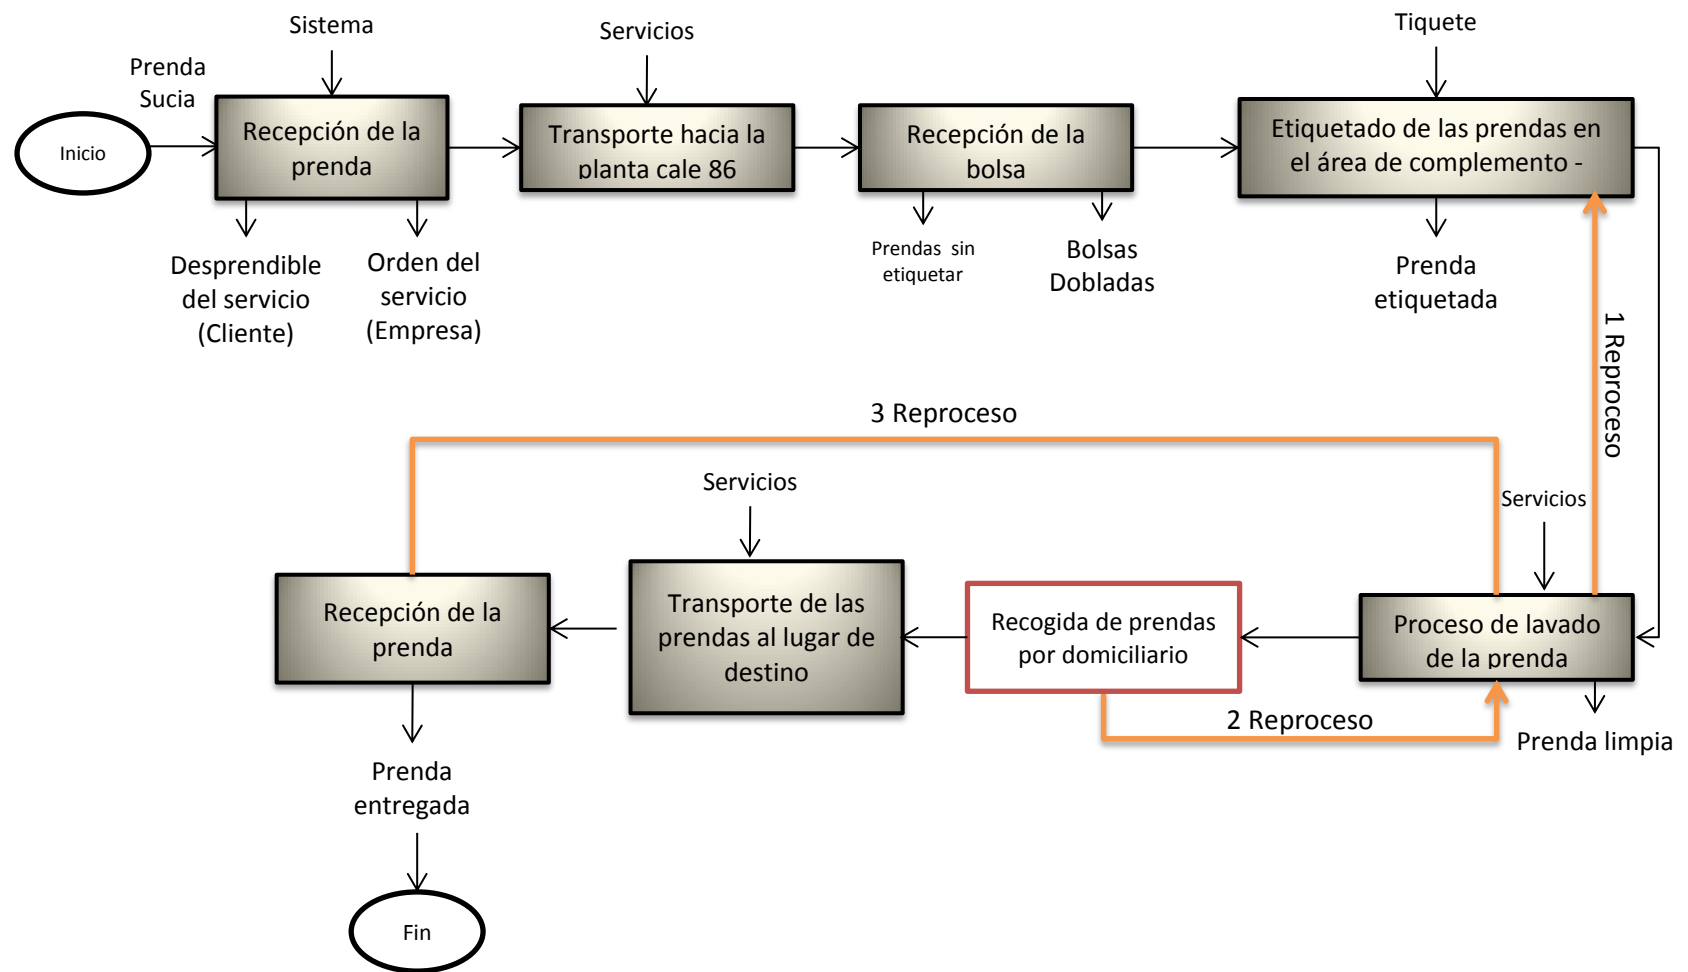 Sistema
Servicios
Tiquete
Prenda
Sucia
Inicio
Recepción de la
prenda
Transporte hacia la
planta cale 86
Recepción de la
bolsa
Etiquetado de las prendas en
el área de complemento -
Desprendible
del servicio
(Cliente)
Orden del
servicio
(Empresa)
Prendas sin
etiquetar
Bolsas
Dobladas
Prenda
etiquetada
1 Reproceso
3 Reproceso
Servicios
Servicios
Recepción de la
prenda
Transporte de las
prendas al lugar de
destino
Recogida de prendas
por domiciliario
Proceso de lavado
de la prenda
2 Reproceso
Prenda limpia
Prenda
entregada
Fin